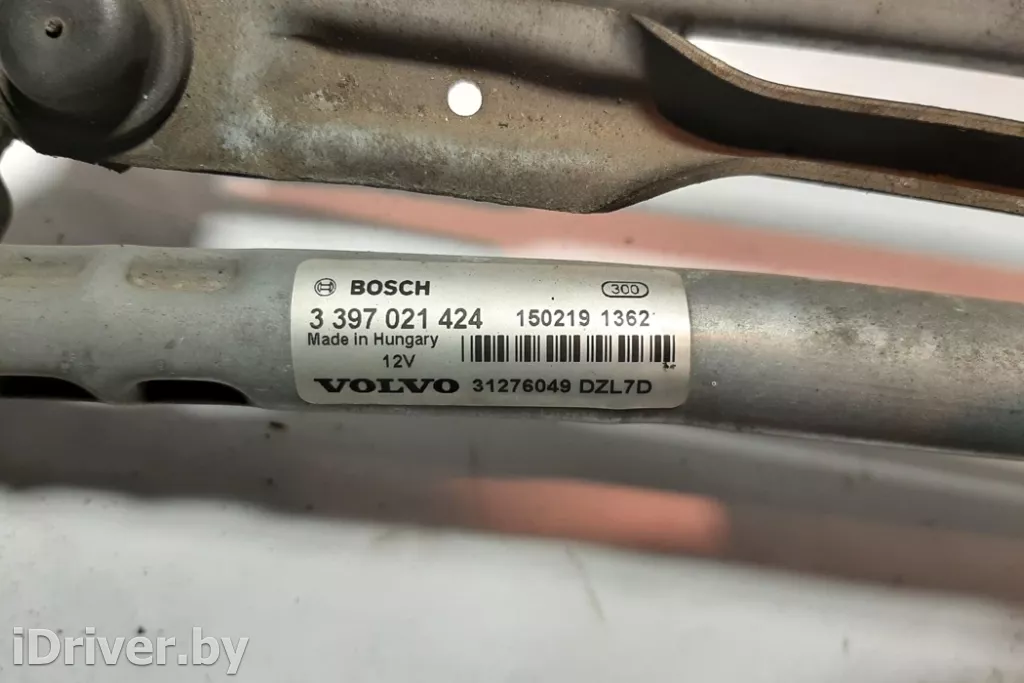 BOSCH 300
3 397 021 424 150219 1362
Made in Hungary
12V
VOLVO 31276049 DZL7D
iDriver.by